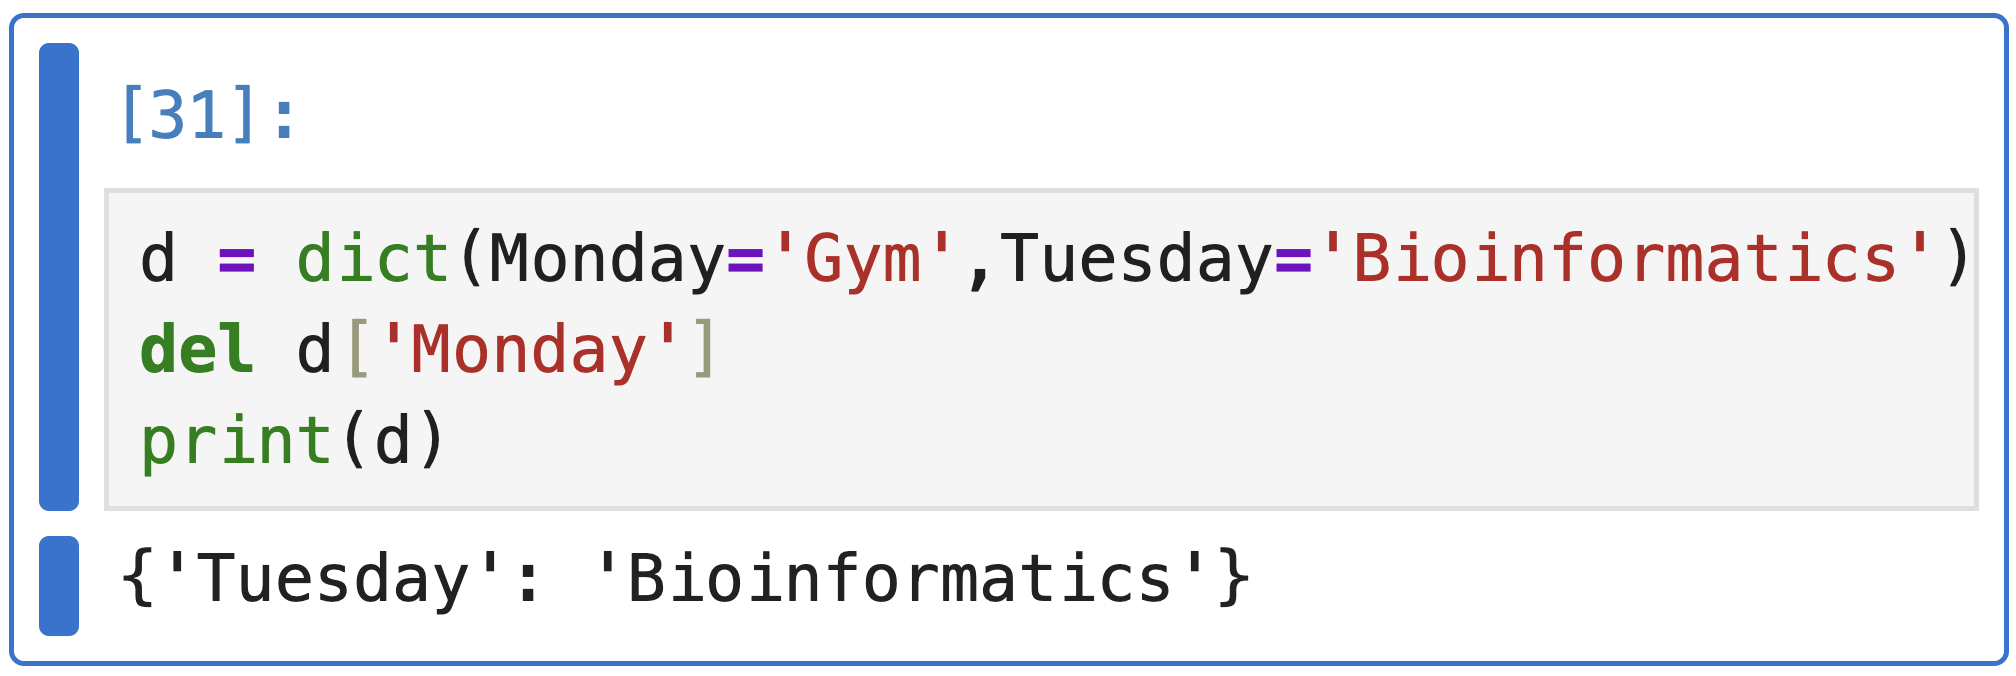 [31]:
d = dict(Monday='Gym',Tuesday='Bioinformatics')
del d['Monday']
print(d)
{'Tuesday': 'Bioinformatics'}